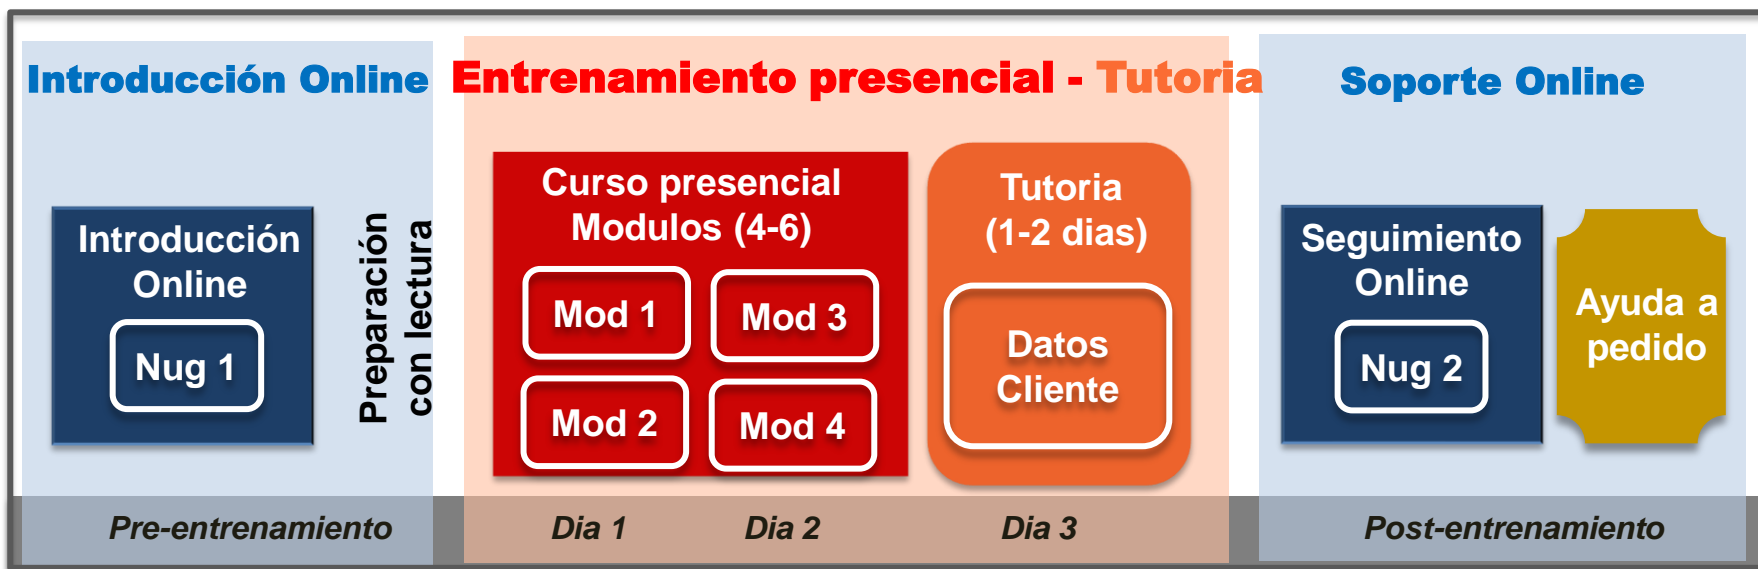 Introducción Online
Introducción
Online
Nug 1
Preparación
con lectura
Entrenamiento presencial - Tutoria
Curso presencial
Modulos (4-6)
Mod 1
Mod 3
Mod 2
Mod 4
Tutoria
(1-2 dias)
Datos
Cliente
Soporte Online
Seguimiento
Online
Nug 2
Ayuda a
pedido
Pre-entrenamiento
Dia 1
Dia 2
Dia 3
Post-entrenamiento